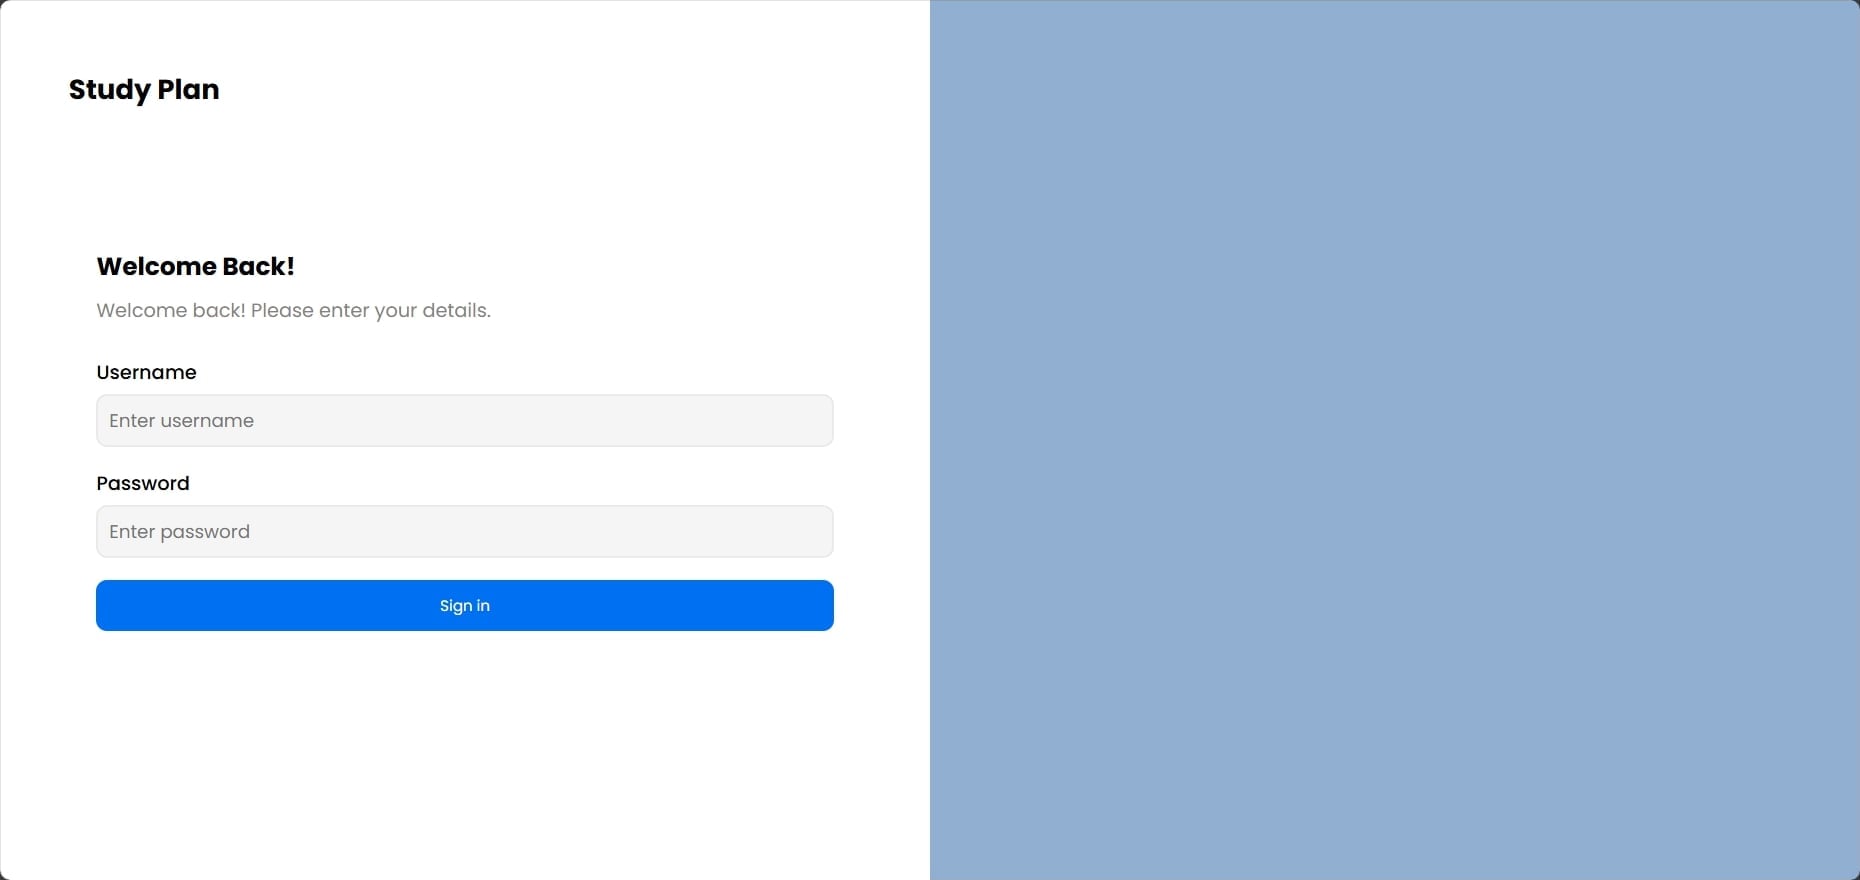 Study Plan
Welcome Back!
Welcome back! Please enter your details.
Username
Enter username
Password
Enter password
Sign in